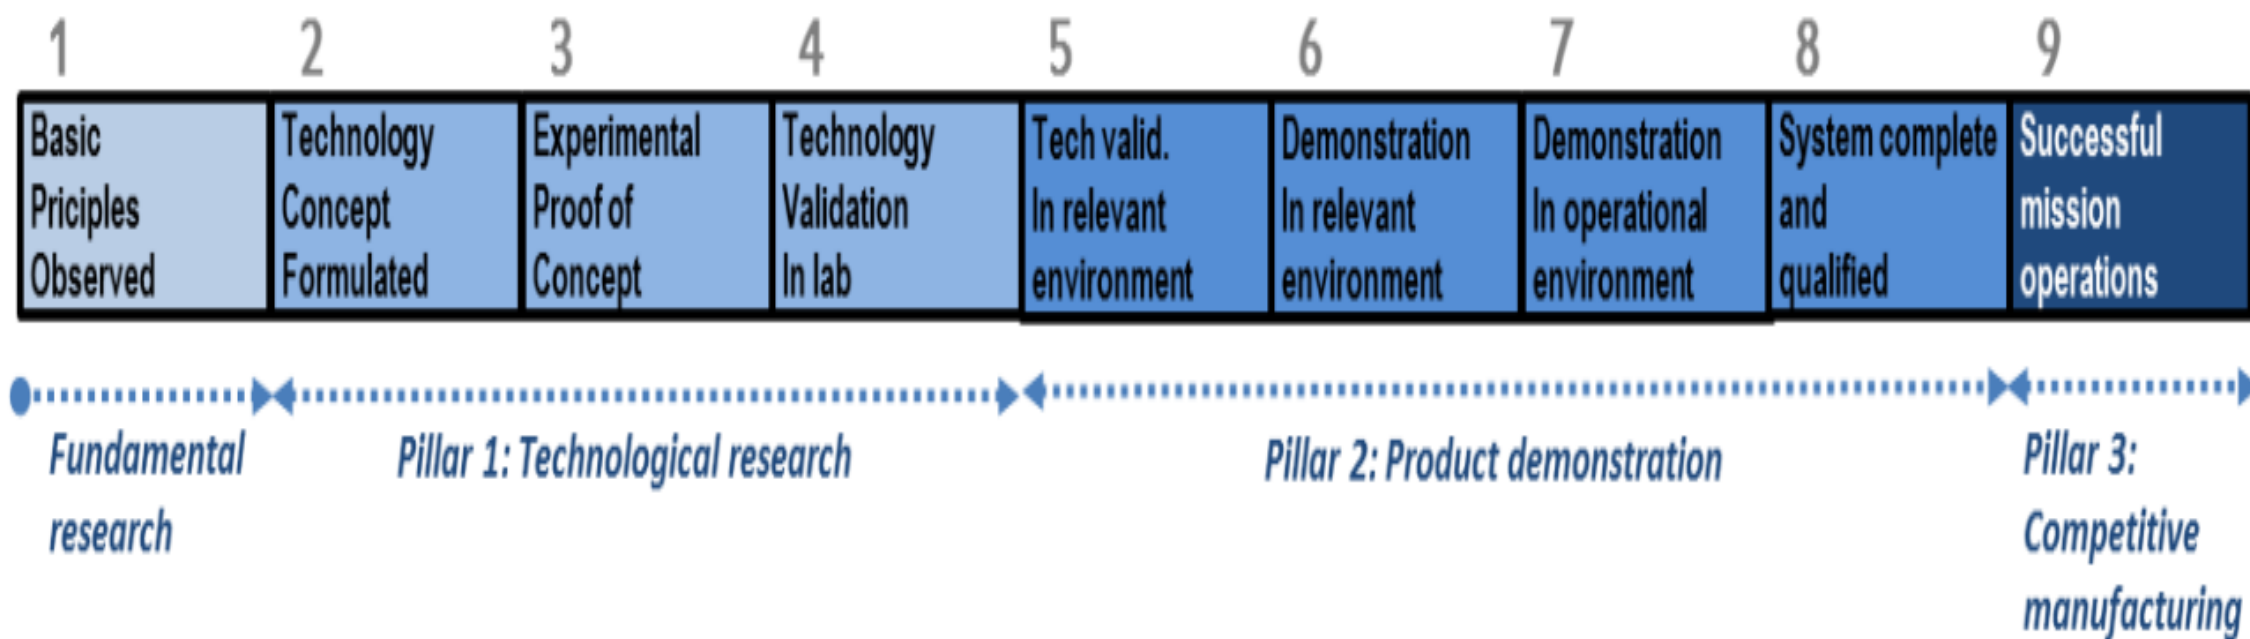 1 2 3 4 5 6 7 8 9
Basic
Priciples
Observed
Technology
Concept
Formulated
Experimental
Proof of
Concept
Technology
Validation
In lab
Tech valid.
In relevant
environment
Demonstration
In relevant
environment
Demonstration
In operational
environment
System complete
and
qualified
Successful
mission
operations
Fundamental
research
Pillar 1: Technological research
Pillar 2: Product demonstration
Pillar 3:
Competitive
manufacturing